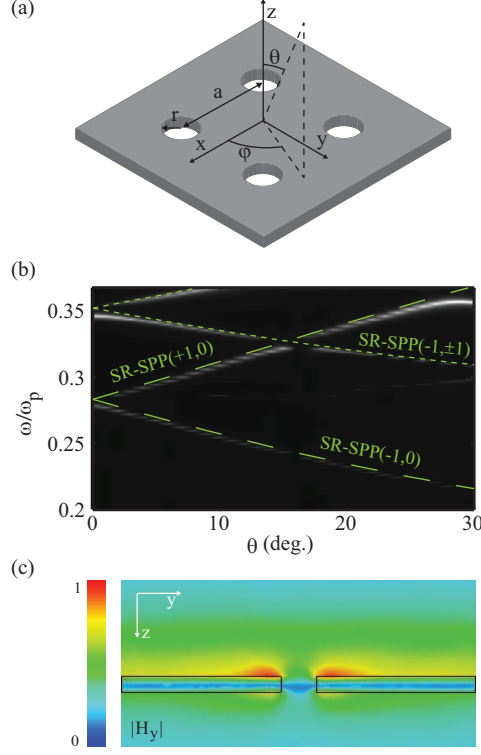 (a)
z
θ
a
r
x
y
φ
(b)
0.35
SR-SPP(+1,0)
SR-SPP(-1,±1)
0.3
ω/ωp
0.25
SR-SPP(-1,0)
0.2
0 10 20 30
θ (deg.)
(c)
1
y
z
|Hy|
0